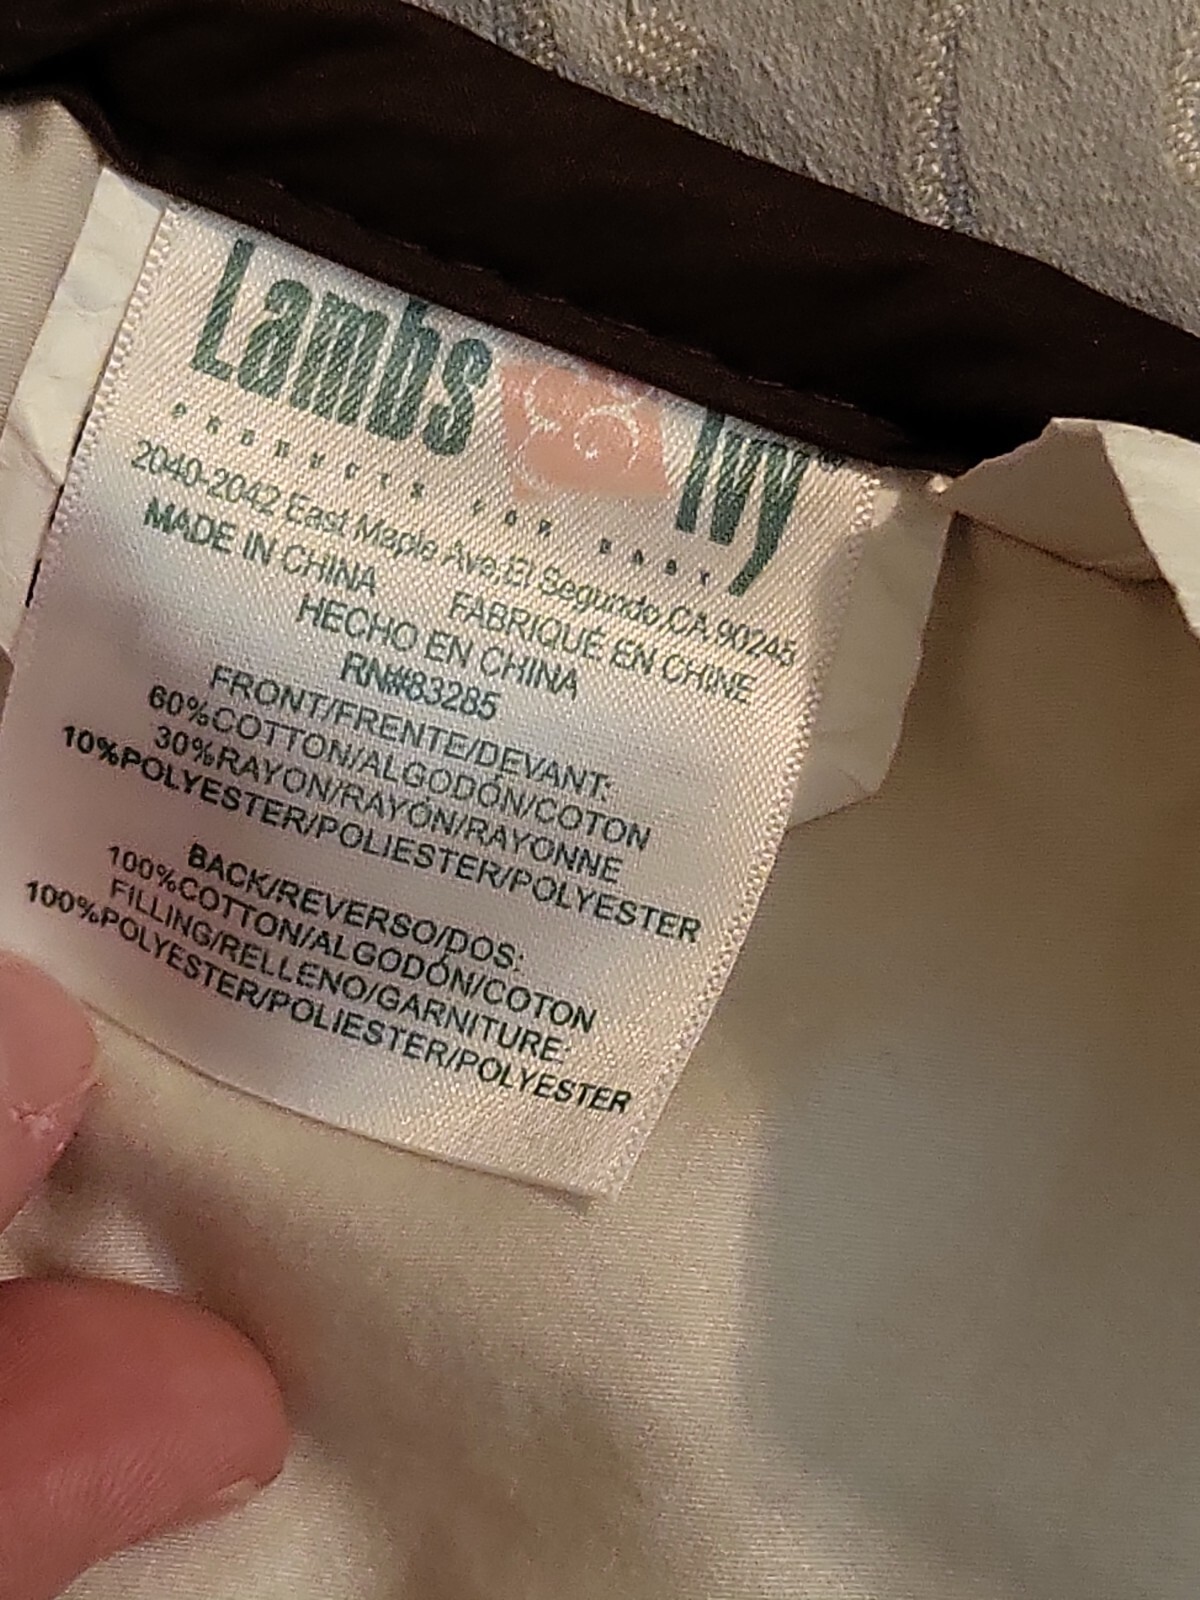 Lambs Ivy™
PRODUCTS FOR BABY
2040-2042 East Maple Ave,El Segundo,CA 90245
MADE IN CHINA FABRIQUÉ EN CHINE
HECHO EN CHINA
RN#83285
FRONT/FRENTE/DEVANT:
60%COTTON/ALGODÓN/COTON
30%RAYON/RAYÓN/RAYONNE
10%POLYESTER/POLIESTER/POLYESTER
BACK/REVERSO/DOS:
100%COTTON/ALGODÓN/COTON
FILLING/RELLENO/GARNITURE:
100%POLYESTER/POLIESTER/POLYESTER